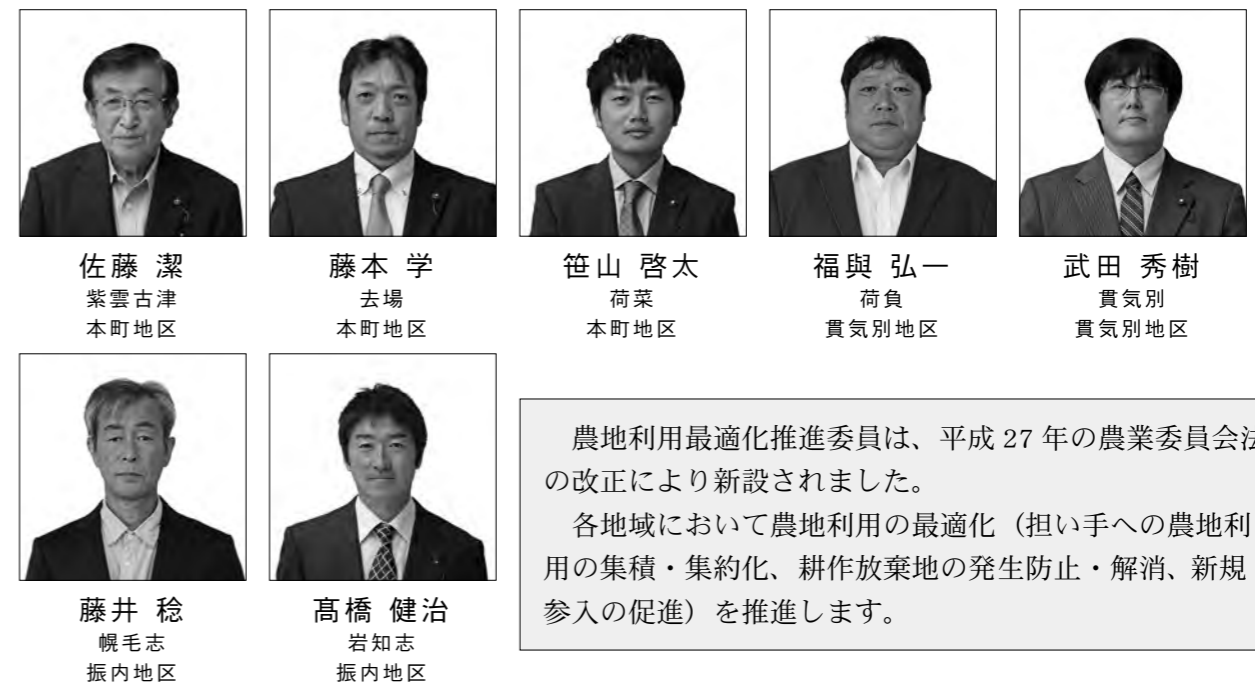 佐藤 潔
紫雲古津
本町地区
藤本 学
去場
本町地区
笹山 啓太
荷菜
本町地区
福與 弘一
荷負
貫気別地区
武田 秀樹
貫気別
貫気別地区
藤井 稔
幌毛志
振内地区
髙橋 健治
岩知志
振内地区
農地利用最適化推進委員は、平成 27 年の農業委員会法
の改正により新設されました。
各地域において農地利用の最適化（担い手への農地利
用の集積・集約化、耕作放棄地の発生防止・解消、新規
参入の促進）を推進します。